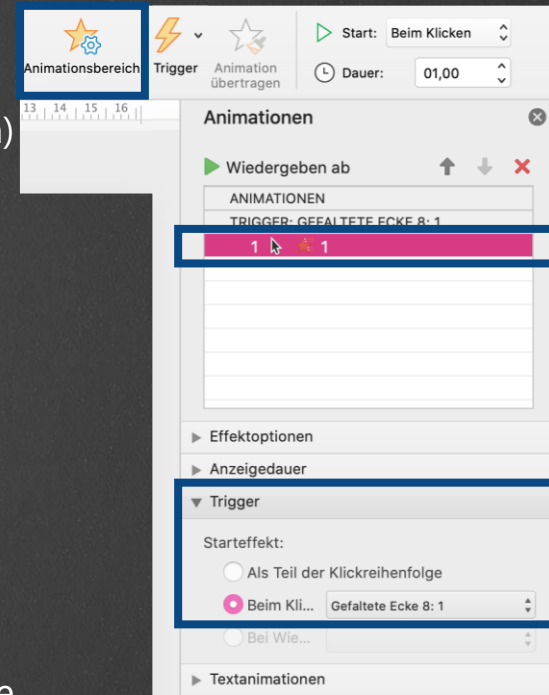 Start: Beim Klicken
Animationsbereich Trigger Animation übertragen Dauer: 01,00
13 14 15 16
n) Animationen
Wiedergeben ab
ANIMATIONEN
TRIGGER: GEFALTETE ECKE 8: 1
1 1
Effektoptionen
Anzeigedauer
Trigger
Starteffekt:
Als Teil der Klickreihenfolge
Beim Kli... Gefaltete Ecke 8: 1
Bei Wie...
Textanimationen